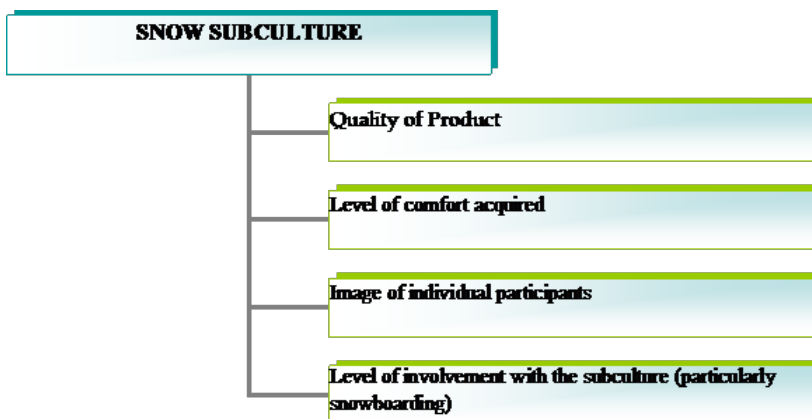 SNOW SUBCULTURE
Quality of Product
Level of comfort acquired
Image of individual participants
Level of involvement with the subculture (particularly
snowboarding)